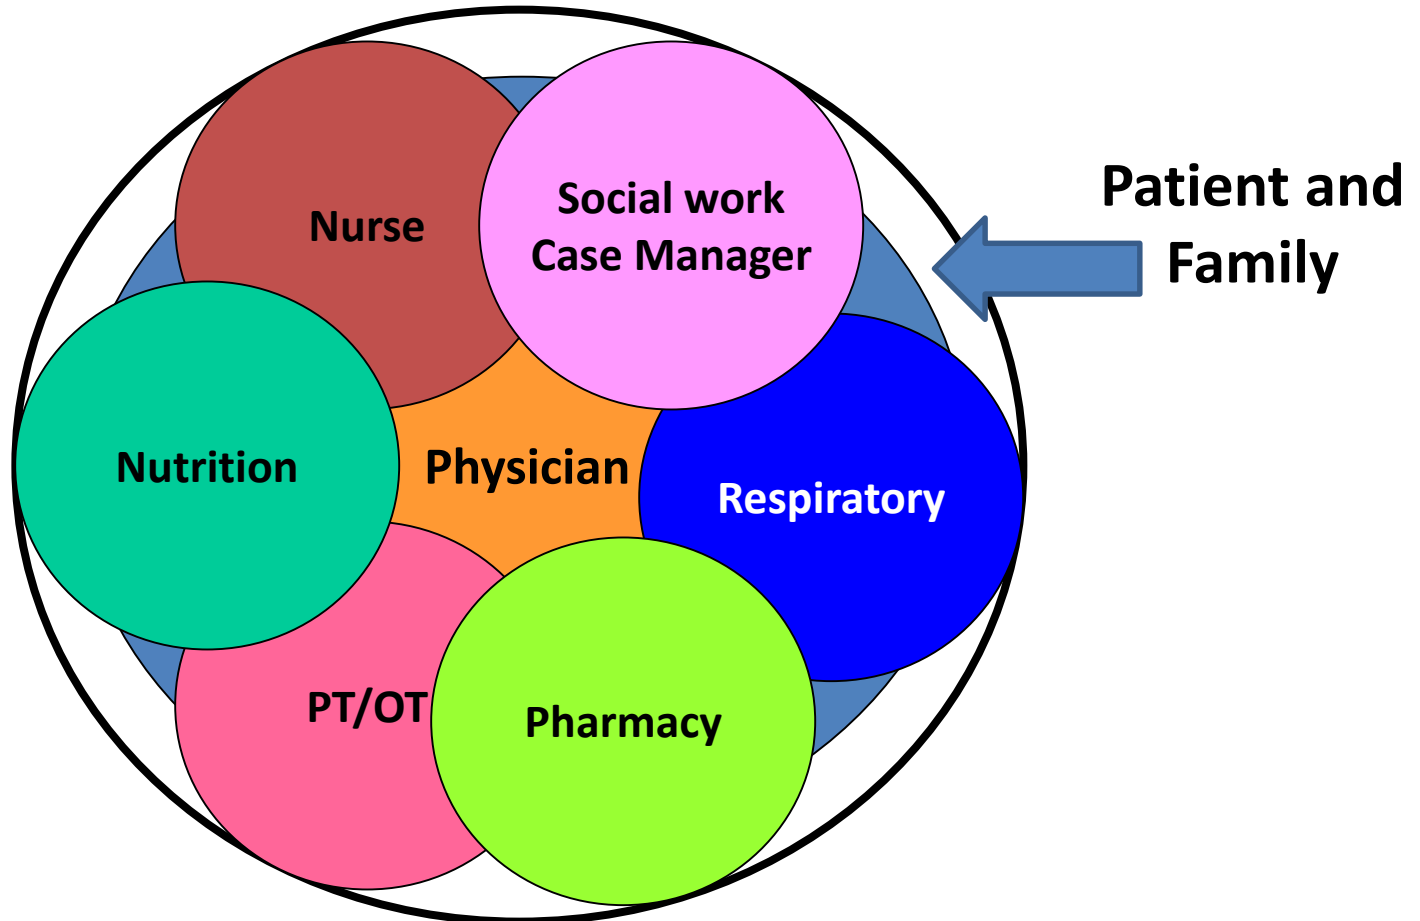 Nurse
Social work
Case Manager
Patient and
Family
Nutrition
Physician
Respiratory
PT/OT
Pharmacy